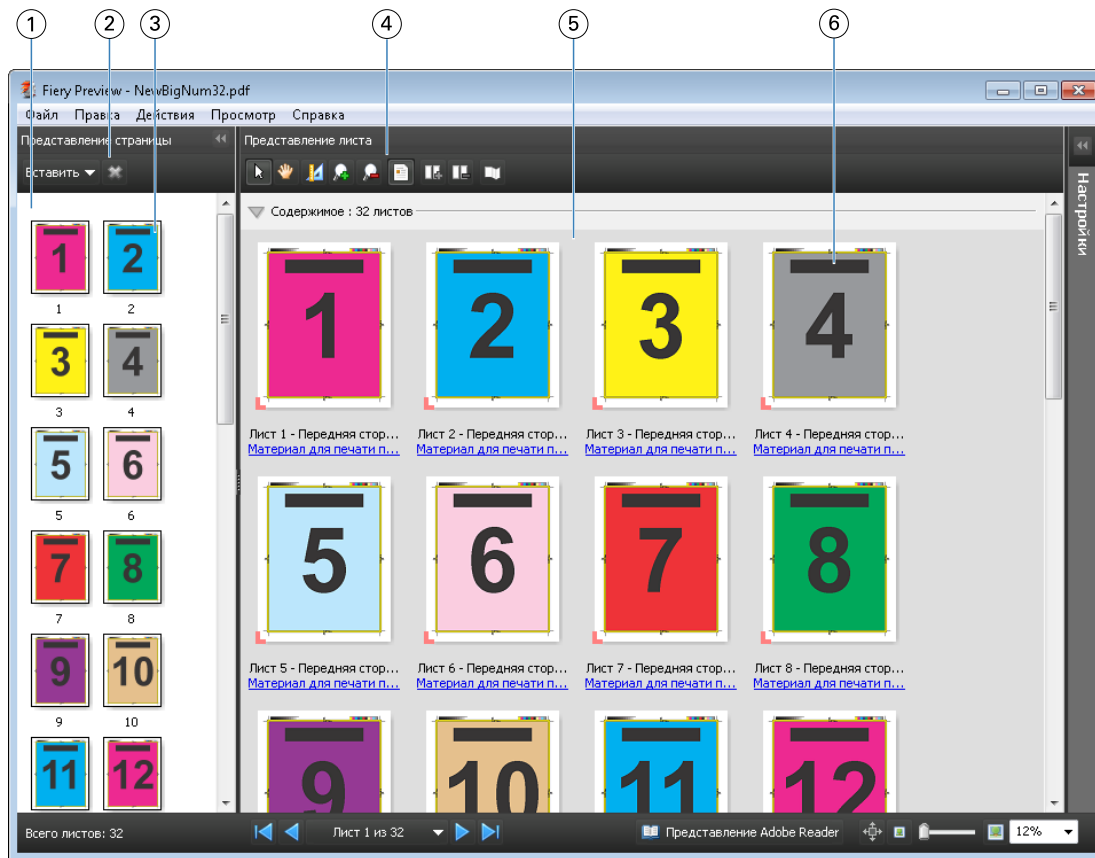 1 2 3 4 5 6
Fiery Preview - NewBigNum32.pdf
Файл Правка Действия Просмотр Справка
Представление страницы
Представление листа
Вставить
Настройки
Содержимое : 32 листов
1 2
1 2
3 4
3 4
5 6
5 6
7 8
7 8
9 10
9 10
11 12
1 2 3 4
Лист 1 - Передняя стор... Лист 2 - Передняя стор... Лист 3 - Передняя стор... Лист 4 - Передняя стор...
Материал для печати п... Материал для печати п... Материал для печати п... Материал для печати п...
5 6 7 8
Лист 5 - Передняя стор... Лист 6 - Передняя стор... Лист 7 - Передняя стор... Лист 8 - Передняя стор...
Материал для печати п... Материал для печати п... Материал для печати п... Материал для печати п...
9 10 11 12
Всего листов: 32
Лист 1 из 32
Представление Adobe Reader
12%